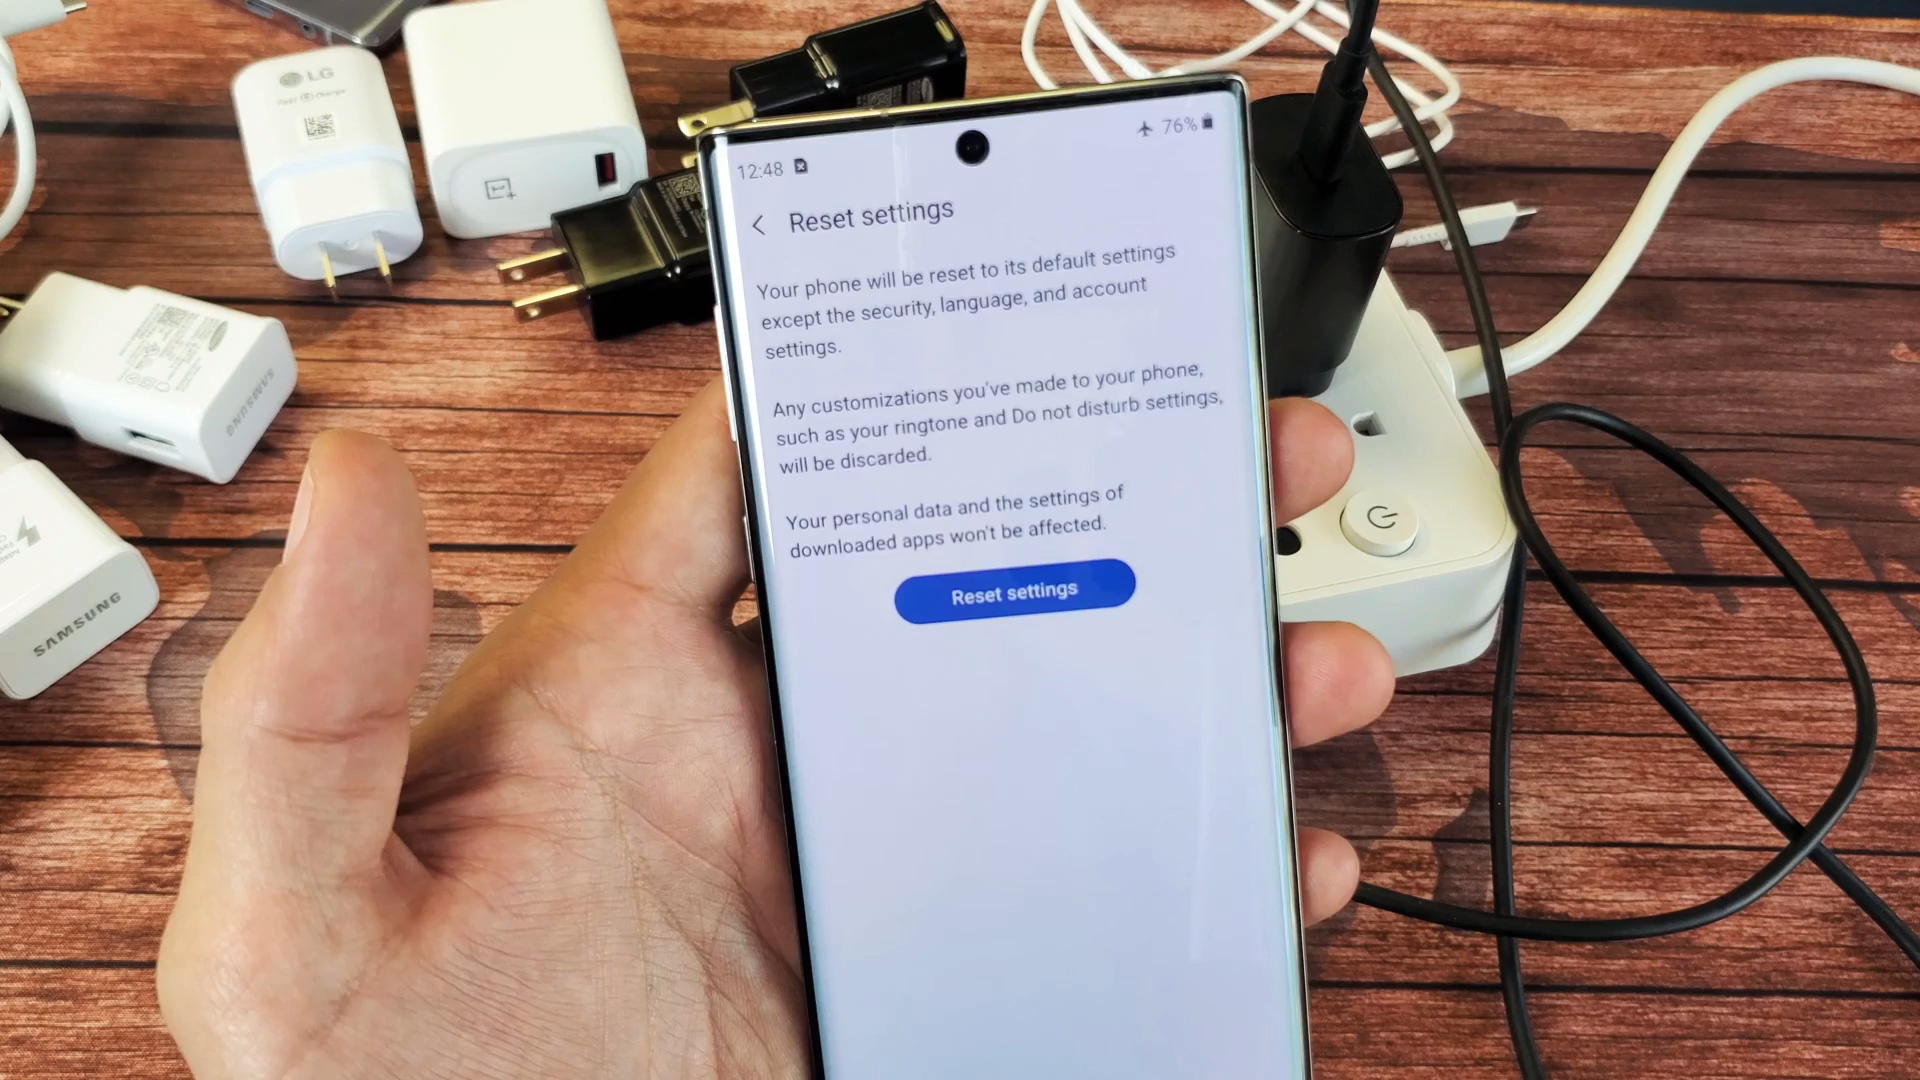 LG
Fast Charge
12:48
76%
Reset settings
Your phone will be reset to its default settings
except the security, language, and account
settings.
Any customizations you've made to your phone,
such as your ringtone and Do not disturb settings,
will be discarded.
Your personal data and the settings of
downloaded apps won't be affected.
Reset settings
SAMSUNG
SAMSUNG